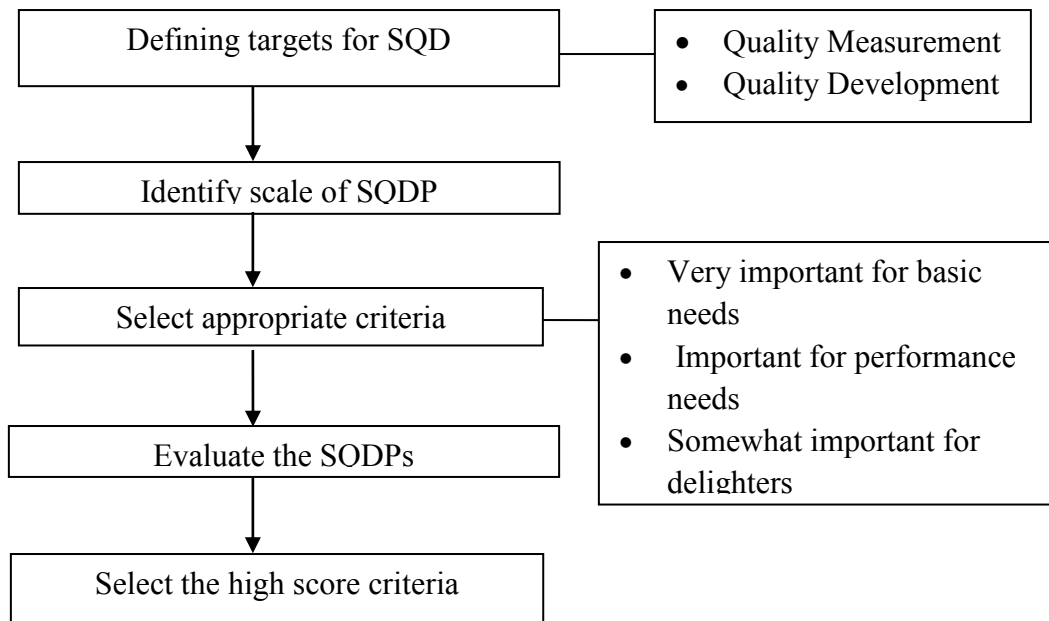 Defining targets for SQD
• Quality Measurement
• Quality Development
Identify scale of SQDP
Select appropriate criteria
• Very important for basic
needs
• Important for performance
needs
• Somewhat important for
delighters
Evaluate the SQDPs
Select the high score criteria